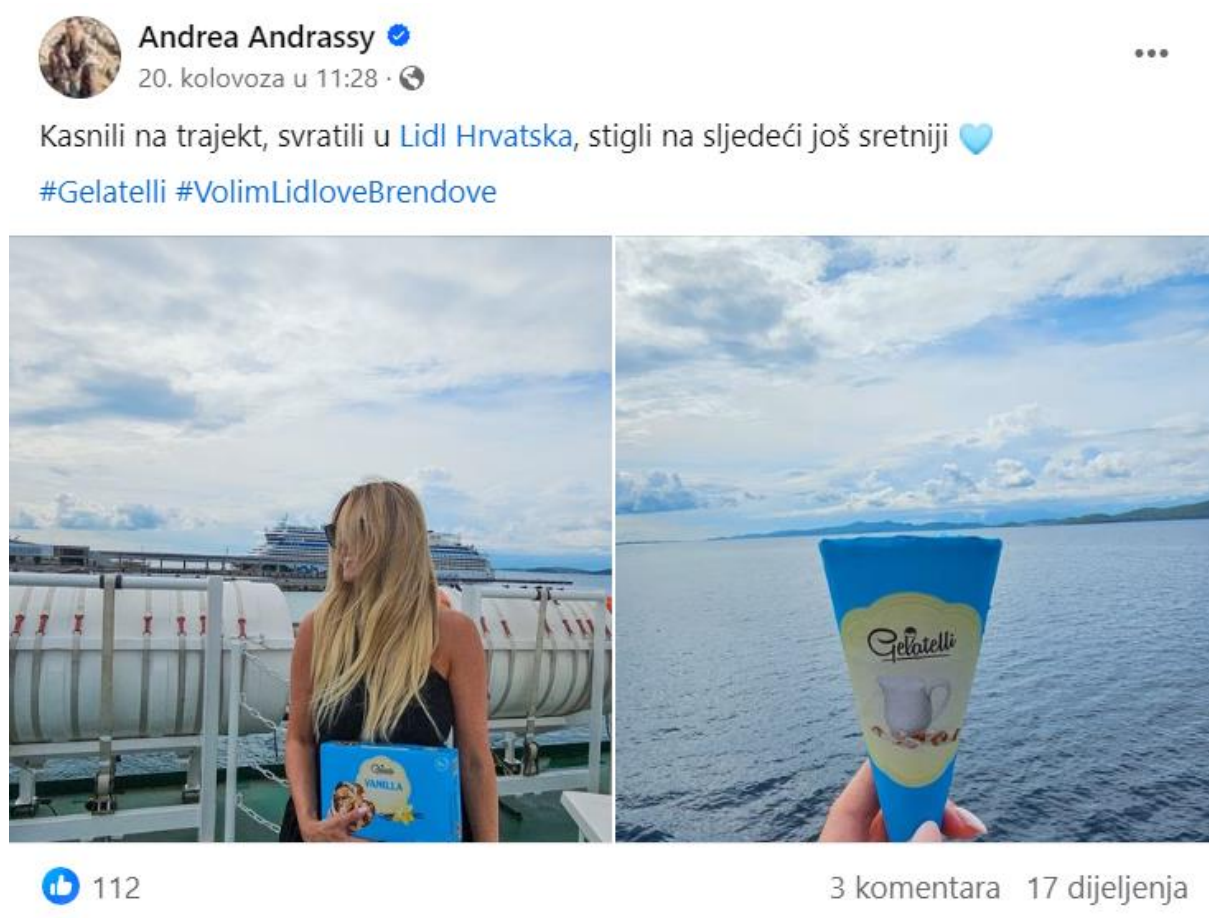 Andrea Andrassy
20. kolovoza u 11:28 ·
Kasnili na trajekt, svratili u Lidl Hrvatska, stigli na sljedeći još sretniji 🩵
#Gelatelli #VolimLidloveBrendove
VANILLA
Gelatelli
112
3 komentara 17 dijeljenja